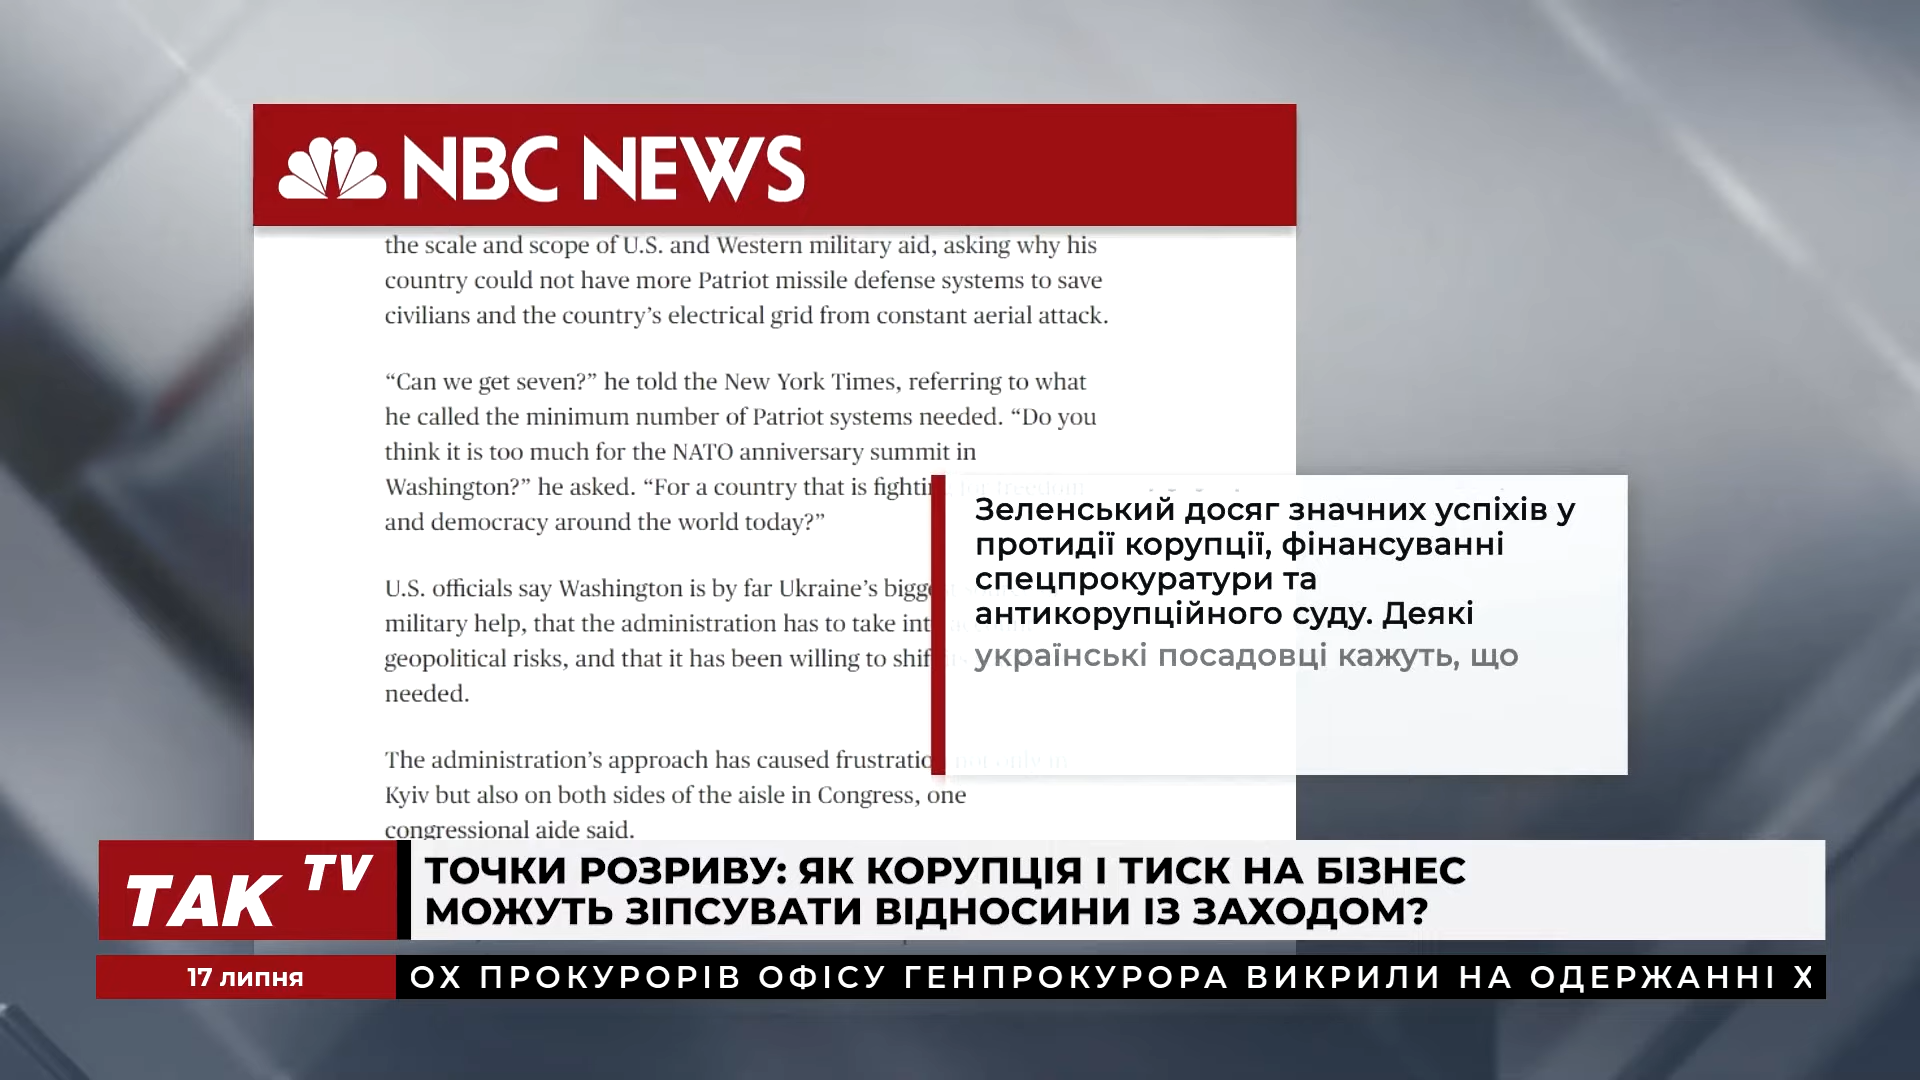 NBC NEWS
the scale and scope of U.S. and Western military aid, asking why his
country could not have more Patriot missile defense systems to save
civilians and the country’s electrical grid from constant aerial attack.
“Can we get seven?” he told the New York Times, referring to what
he called the minimum number of Patriot systems needed. “Do you
think it is too much for the NATO anniversary summit in
Washington?” he asked. “For a country that is fighting for freedom
and democracy around the world today?”
U.S. officials say Washington is by far Ukraine’s
military help, that the administration has to take
geopolitical risks, and that it has been willing to
needed.
The administration’s approach has caused frustration not only in
Kyiv but also on both sides of the aisle in Congress, one
congressional aide said.
Зеленський досяг значних успіхів у
протидії корупції, фінансуванні
спецпрокуратури та
антикорупційного суду. Деякі
українські посадовці кажуть, що
ТАК TV
ТОЧКИ РОЗРИВУ: ЯК КОРУПЦІЯ І ТИСК НА БІЗНЕС
МОЖУТЬ ЗІПСУВАТИ ВІДНОСИНИ ІЗ ЗАХОДОМ?
17 липня
ОХ ПРОКУРОРІВ ОФІСУ ГЕНПРОКУРОРА ВИКРИЛИ НА ОДЕРЖАННІ Х